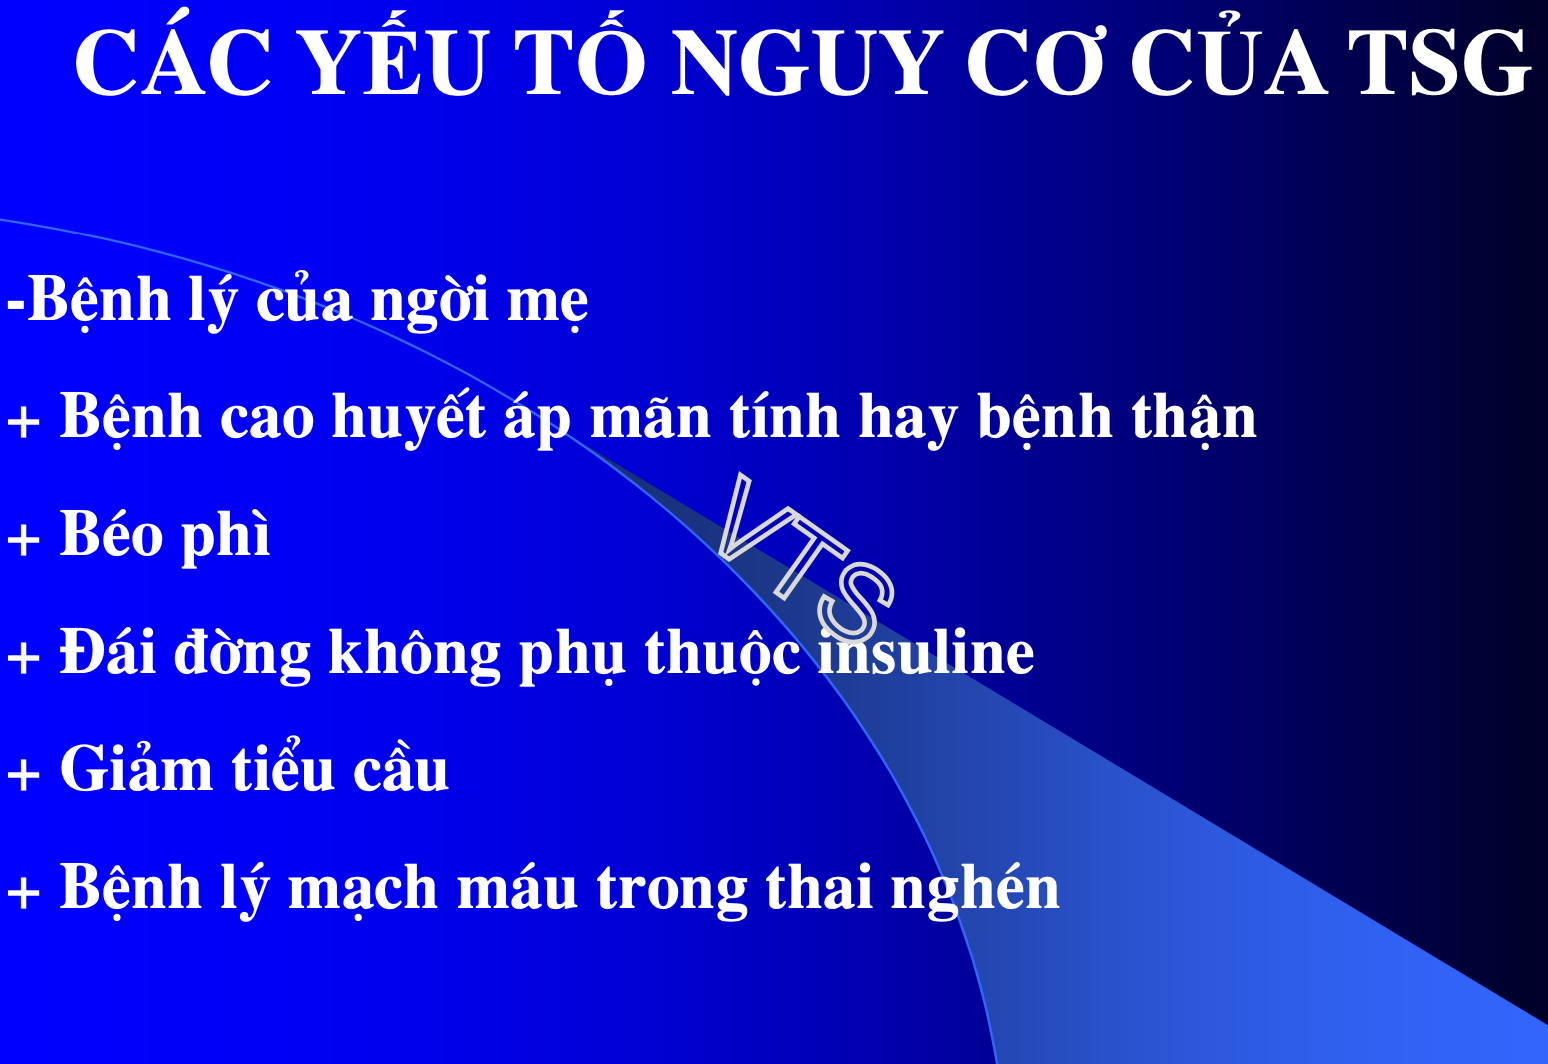 CÁC YẾU TỐ NGUY CƠ CỦA TSG
-Bệnh lý của ngời mẹ
+ Bệnh cao huyết áp mãn tính hay bệnh thận
+ Béo phì
VTS
+ Đái đờng không phụ thuộc insuline
+ Giảm tiểu cầu
+ Bệnh lý mạch máu trong thai nghén